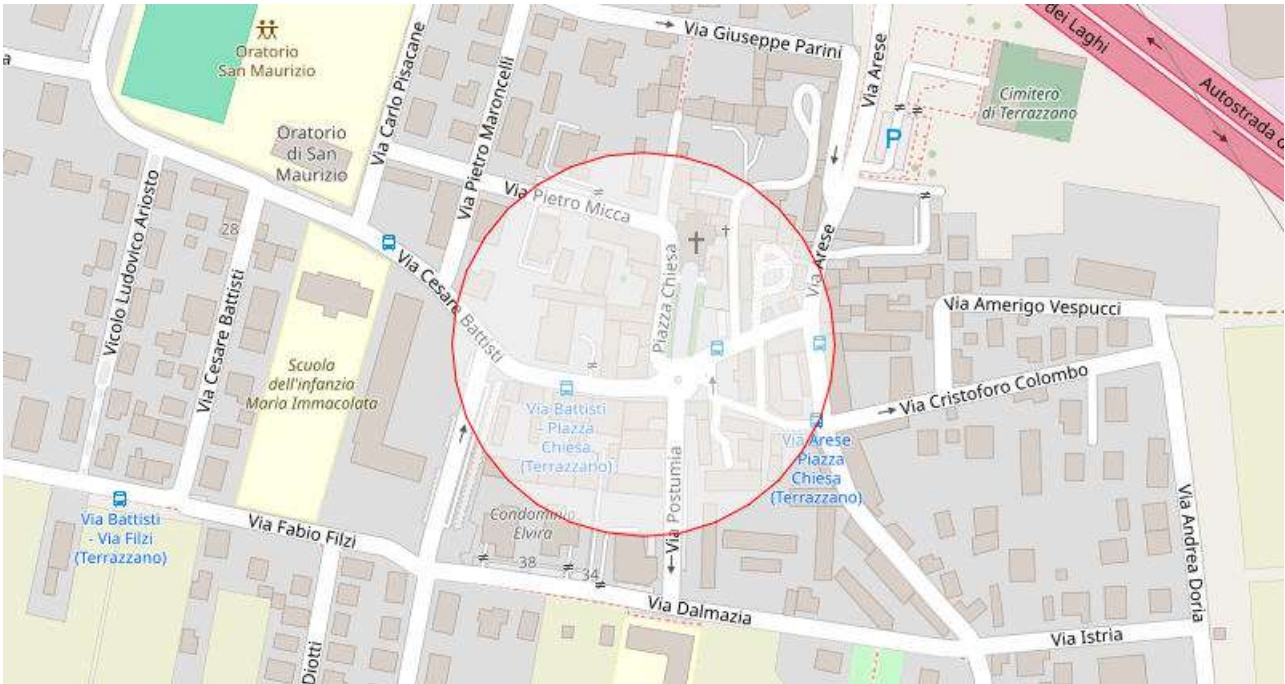 Via Giuseppe Parini
dei Laghi
Autostrada d
Oratorio
San Maurizio
Via Carlo Pisacane
Via Pietro Maroncelli
Via Arese
Cimitero
di Terrazzano
P
a
Oratorio
di San
Maurizio
Vicolo Ludovico Ariosto
28
Via Pietro Micca
Via Cesare Battisti
Via Cesare Battisti
Piazza Chiesa
Via Arese
Via Amerigo Vespucci
Scuola
dell'infanzia
Maria Immacolata
Via Cristoforo Colombo
Via Battisti
- Piazza
Chiesa
(Terrazzano)
Via Arese
Piazza
Chiesa
(Terrazzano)
Via Postumia
Via Andrea Doria
Via Battisti
- Via Filzi
(Terrazzano)
Via Fabio Filzi
Condominio
Elvira
38
34
Via Dalmazia
Via Istria
Diotti